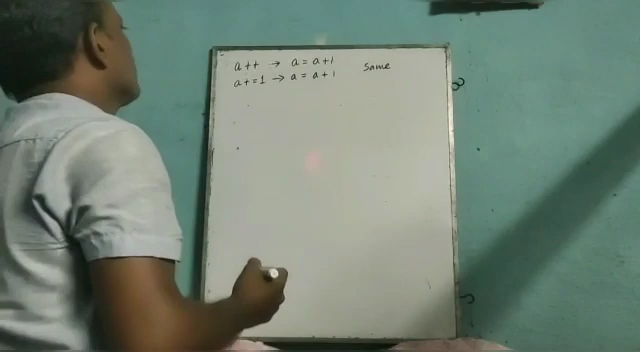 a++ → a = a+1 Same
a+=1 → a = a+1